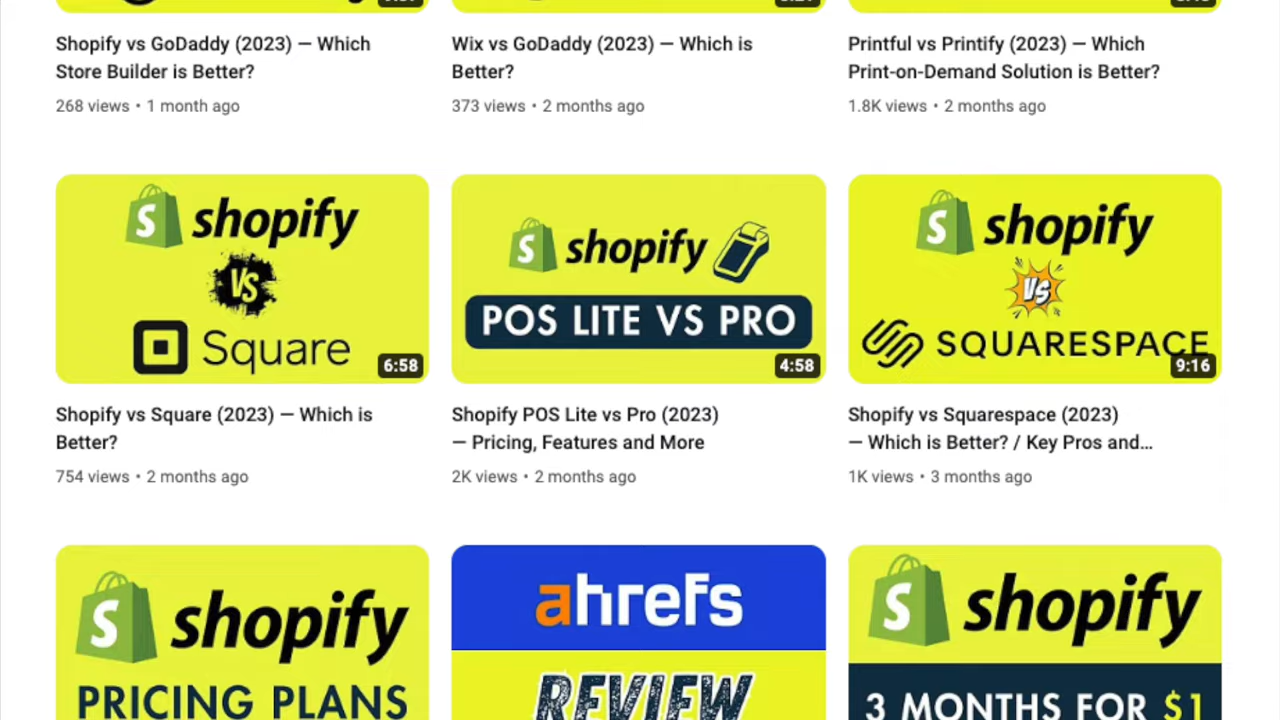 Shopify vs GoDaddy (2023) — Which
Store Builder is Better?
268 views • 1 month ago
Wix vs GoDaddy (2023) — Which is
Better?
373 views • 2 months ago
Printful vs Printify (2023) — Which
Print-on-Demand Solution is Better?
1.8K views • 2 months ago
shopify
VS
Square
6:58
Shopify vs Square (2023) — Which is
Better?
754 views • 2 months ago
shopify
POS LITE VS PRO
4:58
Shopify POS Lite vs Pro (2023)
— Pricing, Features and More
2K views • 2 months ago
shopify
VS
SQUARESPACE
9:16
Shopify vs Squarespace (2023)
— Which is Better? / Key Pros and…
1K views • 3 months ago
shopify
PRICING PLANS
ahrefs
REVIEW
shopify
3 MONTHS FOR $1